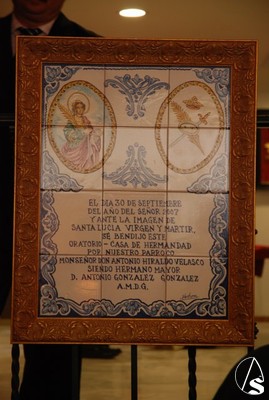 EL DIA 30 DE SEPTIEMBRE
DEL AÑO DEL SEÑOR 2007
Y ANTE LA IMAGEN DE
SANTA LUCIA VIRGEN Y MARTIR,
SE BENDIJO ESTE
ORATORIO - CASA DE HERMANDAD
POR NUESTRO PARROCO
MONSEÑOR DON ANTONIO HIRALDO VELASCO
SIENDO HERMANO MAYOR
D. ANTONIO GONZALEZ GONZALEZ
A.M.D.G.